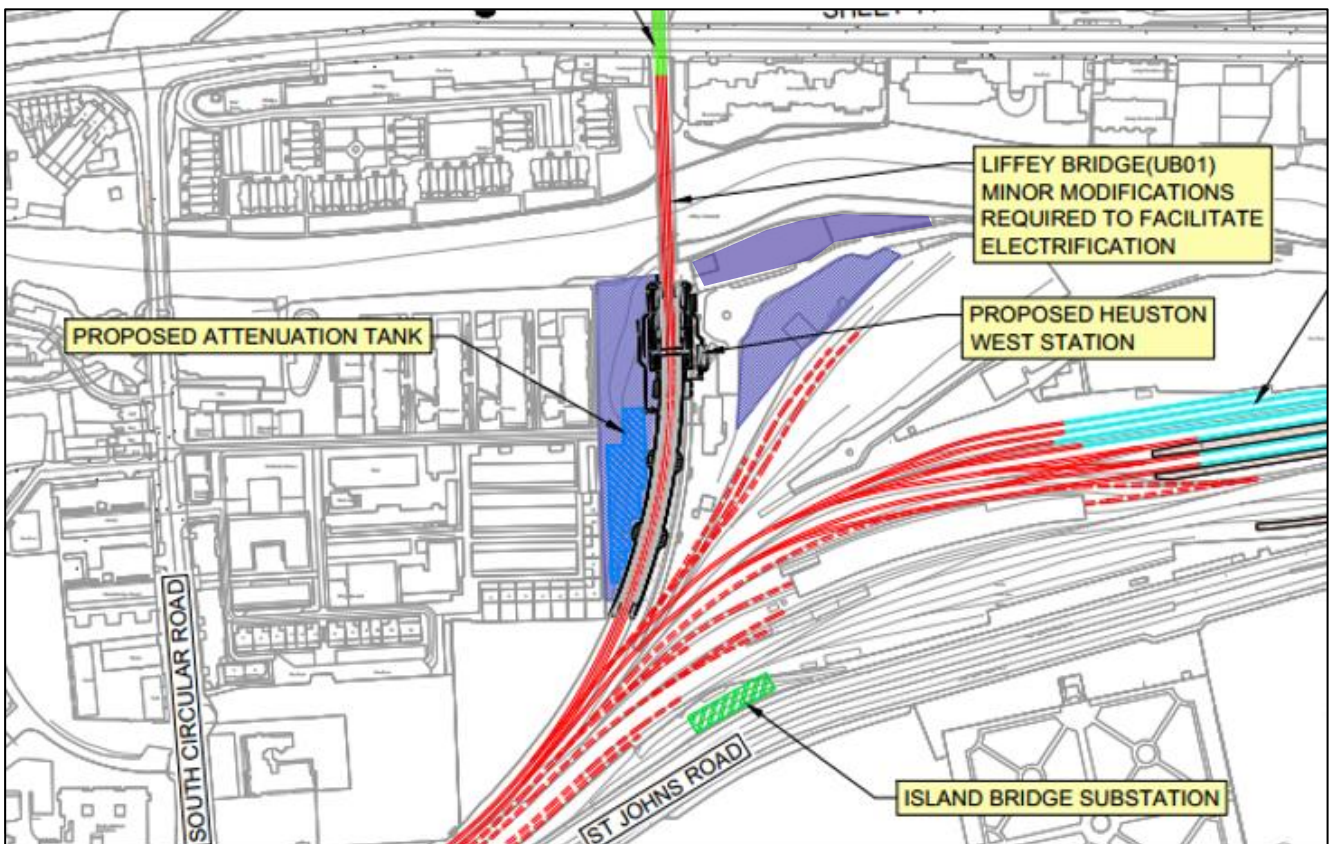 LIFFEY BRIDGE(UB01)
MINOR MODIFICATIONS
REQUIRED TO FACILITATE
ELECTRIFICATION
PROPOSED ATTENUATION TANK
PROPOSED HEUSTON
WEST STATION
SOUTH CIRCULAR ROAD
ST JOHNS ROAD
ISLAND BRIDGE SUBSTATION